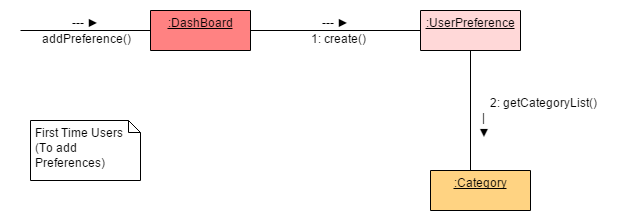 --- ►
addPreference()
:DashBoard
--- ►
1: create()
:UserPreference
2: getCategoryList()
:Category
First Time Users
(To add
Preferences)